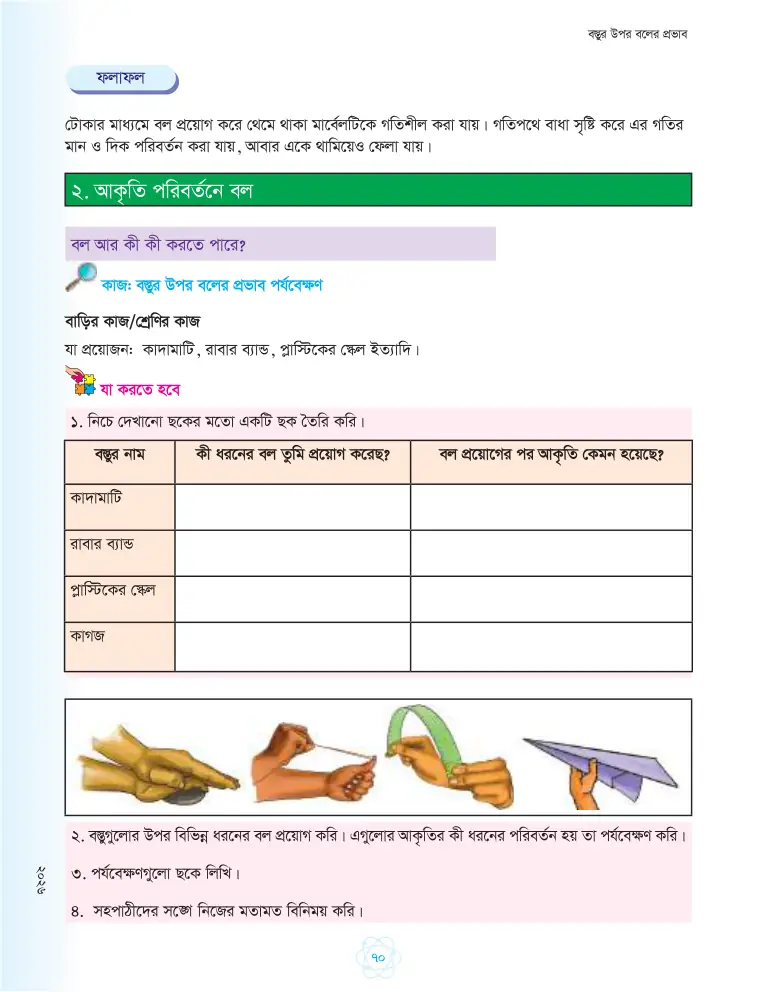 বস্তুর উপর বলের প্রভাব
ফলাফল
টোকার মাধ্যমে বল প্রয়োগ করে থেমে থাকা মার্বেলটিকে গতিশীল করা যায়। গতিপথে বাধা সৃষ্টি করে এর গতির
মান ও দিক পরিবর্তন করা যায়, আবার একে থামিয়েও ফেলা যায়।
২. আকৃতি পরিবর্তনে বল
বল আর কী কী করতে পারে?
কাজ: বস্তুর উপর বলের প্রভাব পর্যবেক্ষণ
বাড়ির কাজ/শ্রেণির কাজ
যা প্রয়োজন: কাদামাটি, রাবার ব্যান্ড, প্লাস্টিকের স্কেল ইত্যাদি।
যা করতে হবে
১. নিচে দেখানো ছকের মতো একটি ছক তৈরি করি।
বস্তুর নাম কী ধরনের বল তুমি প্রয়োগ করেছ? বল প্রয়োগের পর আকৃতি কেমন হয়েছে?
কাদামাটি
রাবার ব্যান্ড
প্লাস্টিকের স্কেল
কাগজ
২. বস্তুগুলোর উপর বিভিন্ন ধরনের বল প্রয়োগ করি। এগুলোর আকৃতির কী ধরনের পরিবর্তন হয় তা পর্যবেক্ষণ করি।
৩. পর্যবেক্ষণগুলো ছকে লিখি।
৪. সহপাঠীদের সঙ্গে নিজের মতামত বিনিময় করি।
২০২৫
৭০